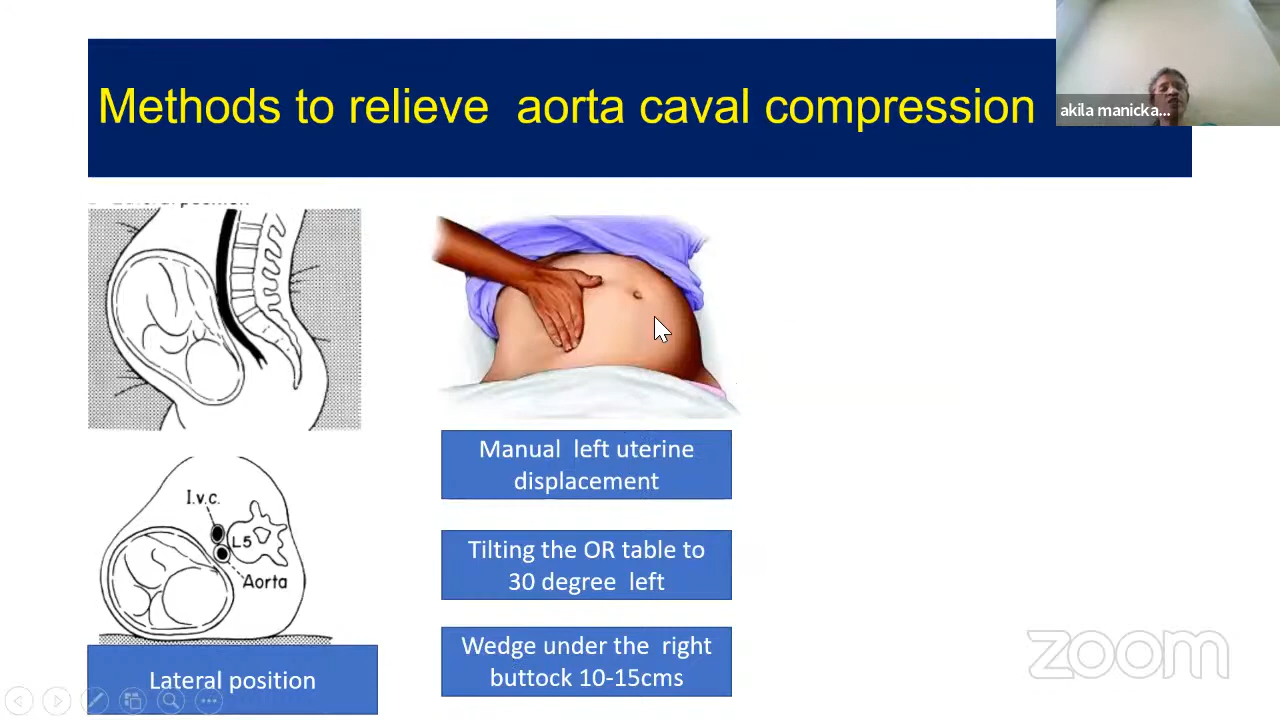 Methods to relieve aorta caval compression
akila manicka...
I.v.c.
L5
Aorta
Lateral position
Manual left uterine
displacement
Tilting the OR table to
30 degree left
Wedge under the right
buttock 10-15cms
zoom